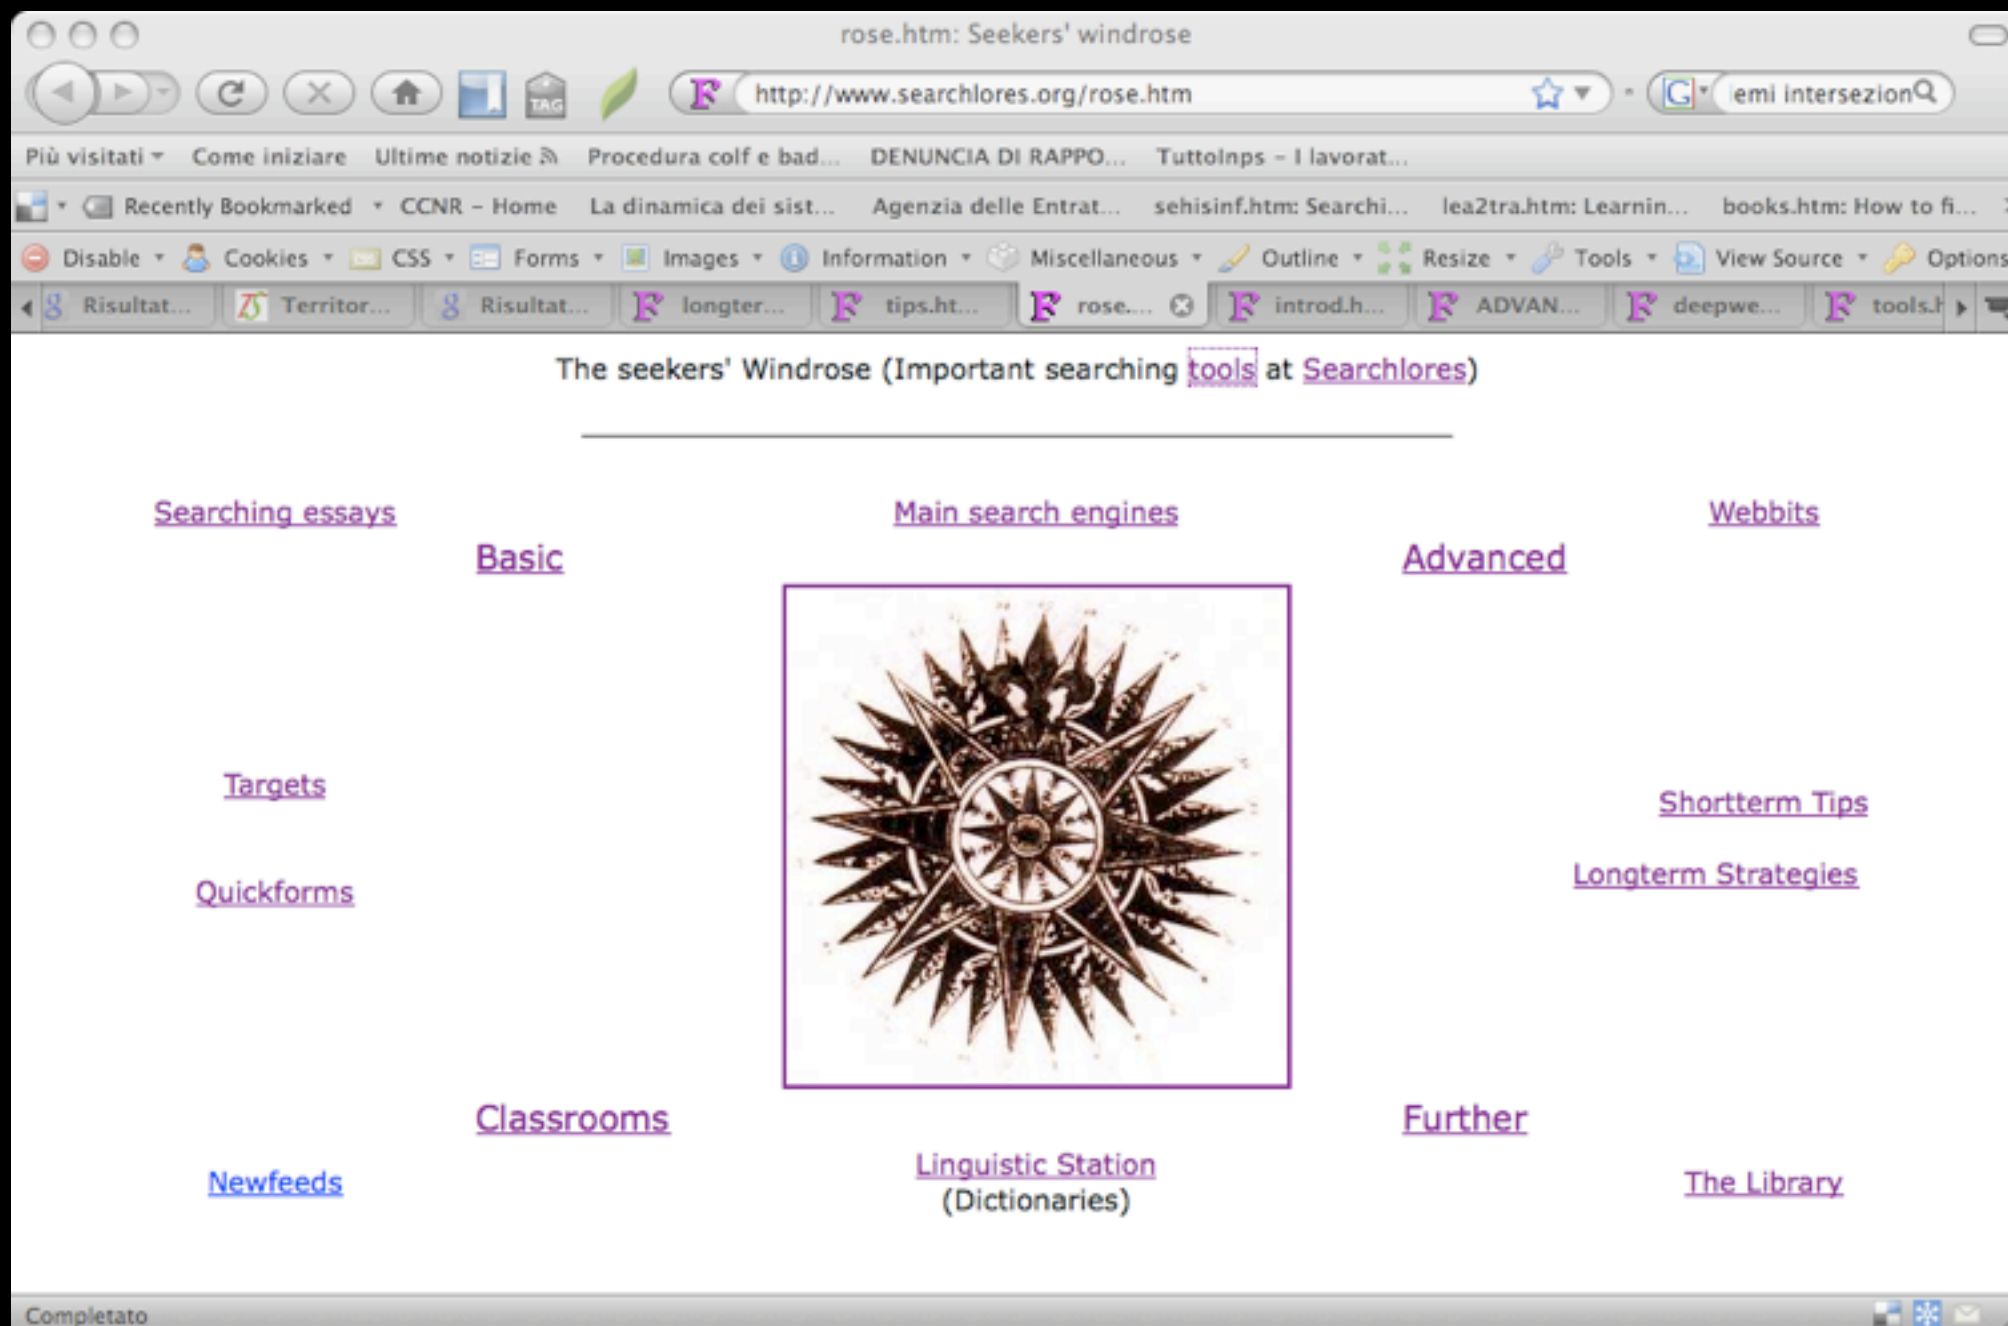 rose.htm: Seekers' windrose
TAG
http://www.searchlores.org/rose.htm
emi intersezion
Più visitati Come iniziare Ultime notizie Procedura colf e bad... DENUNCIA DI RAPPO... TuttoInps – I lavorat...
Recently Bookmarked CCNR – Home La dinamica dei sist... Agenzia delle Entrat... sehisinf.htm: Searchi... lea2tra.htm: Learnin... books.htm: How to fi...
Disable Cookies CSS Forms Images Information Miscellaneous Outline Resize Tools View Source Options
Risultat... Territor... Risultat... longter... tips.ht... rose.... introd.h... ADVAN... deepwe... tools.h
The seekers' Windrose (Important searching tools at Searchlores)
Searching essays Main search engines Webbits
Basic Advanced
Targets
Shortterm Tips
Longterm Strategies
Quickforms
Classrooms Further
Linguistic Station
Newfeeds The Library
(Dictionaries)
Completato